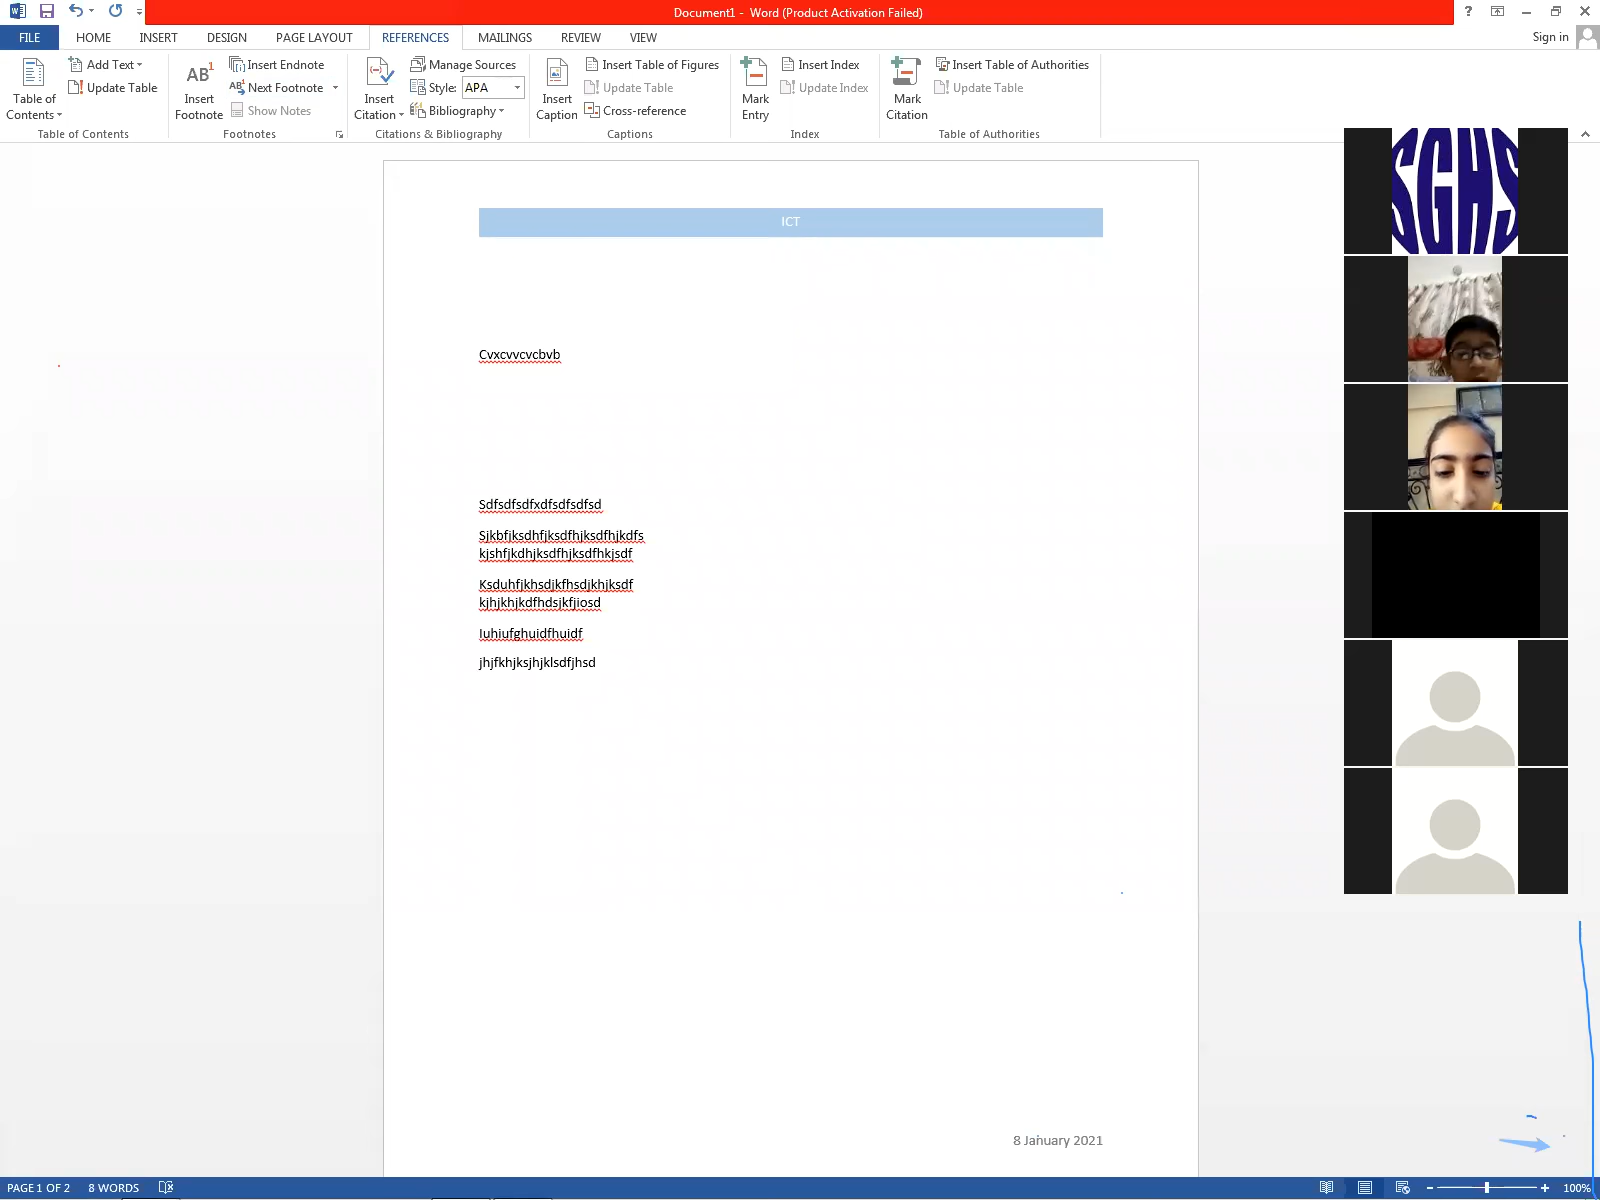 Document1 - Word (Product Activation Failed)
FILE HOME INSERT DESIGN PAGE LAYOUT REFERENCES MAILINGS REVIEW VIEW Sign in
Table of Contents
Add Text
Update Table
Table of Contents
AB1 Insert Footnote
Insert Endnote
Next Footnote
Show Notes
Footnotes
Insert Citation
Manage Sources
Style: APA
Bibliography
Citations & Bibliography
Insert Caption
Insert Table of Figures
Update Table
Cross-reference
Captions
Mark Entry
Insert Index
Update Index
Index
Mark Citation
Insert Table of Authorities
Update Table
Table of Authorities
SGHS
ICT
Cvxcvvcvcbvb
Sdfsdfsdfxdfsdfsdfsd
Sjkbfjksdhfjksdfhjksdfhjkdfs
kjshfjkdhjksdfhjksdfhkjsdf
Ksduhfjkhsdjkfhsdjkhjksdf
kjhjkhjkdfhdsjkfjiosd
Iuhiufghuidfhuidf
jhjfkhjksjhjklsdfjhsd
8 January 2021
PAGE 1 OF 2 8 WORDS 100%